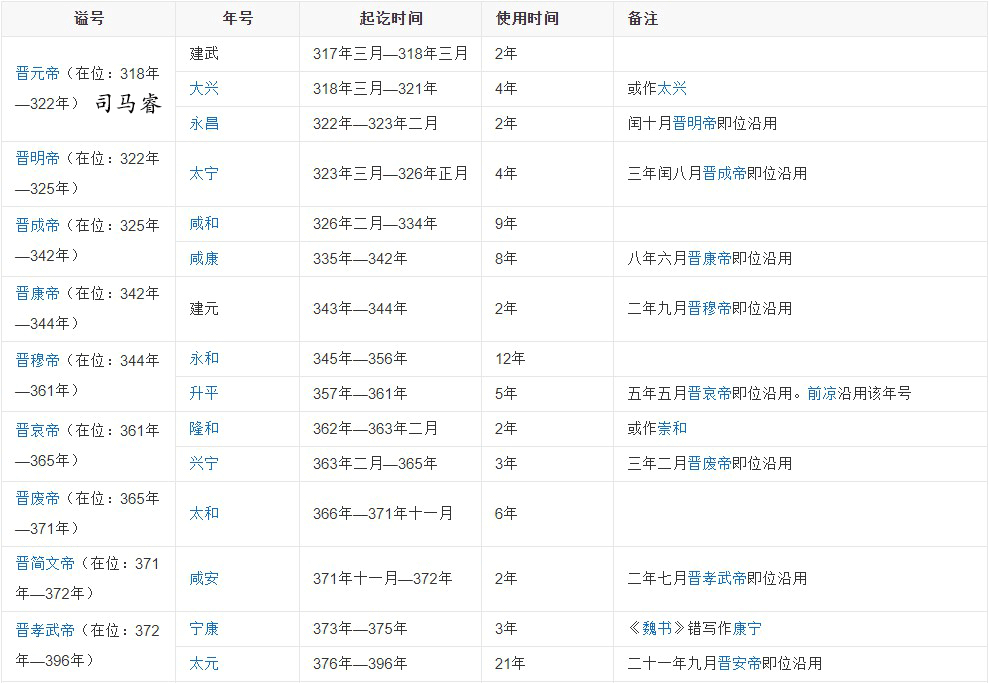 谥号 年号 起讫时间 使用时间 备注
晋元帝（在位：318年
—322年） 司马睿
建武 317年三月—318年三月 2年
大兴 318年三月—321年 4年 或作太兴
永昌 322年—323年二月 2年 闰十月晋明帝即位沿用
晋明帝（在位：322年
—325年）
太宁 323年三月—326年正月 4年 三年闰八月晋成帝即位沿用
晋成帝（在位：325年
—342年）
咸和 326年二月—334年 9年
咸康 335年—342年 8年 八年六月晋康帝即位沿用
晋康帝（在位：342年
—344年）
建元 343年—344年 2年 二年九月晋穆帝即位沿用
晋穆帝（在位：344年
—361年）
永和 345年—356年 12年
升平 357年—361年 5年 五年五月晋哀帝即位沿用。前凉沿用该年号
晋哀帝（在位：361年
—365年）
隆和 362年—363年二月 2年 或作崇和
兴宁 363年二月—365年 3年 三年二月晋废帝即位沿用
晋废帝（在位：365年
—371年）
太和 366年—371年十一月 6年
晋简文帝（在位：371
年—372年）
咸安 371年十一月—372年 2年 二年七月晋孝武帝即位沿用
晋孝武帝（在位：372
年—396年）
宁康 373年—375年 3年 《魏书》错写作康宁
太元 376年—396年 21年 二十一年九月晋安帝即位沿用